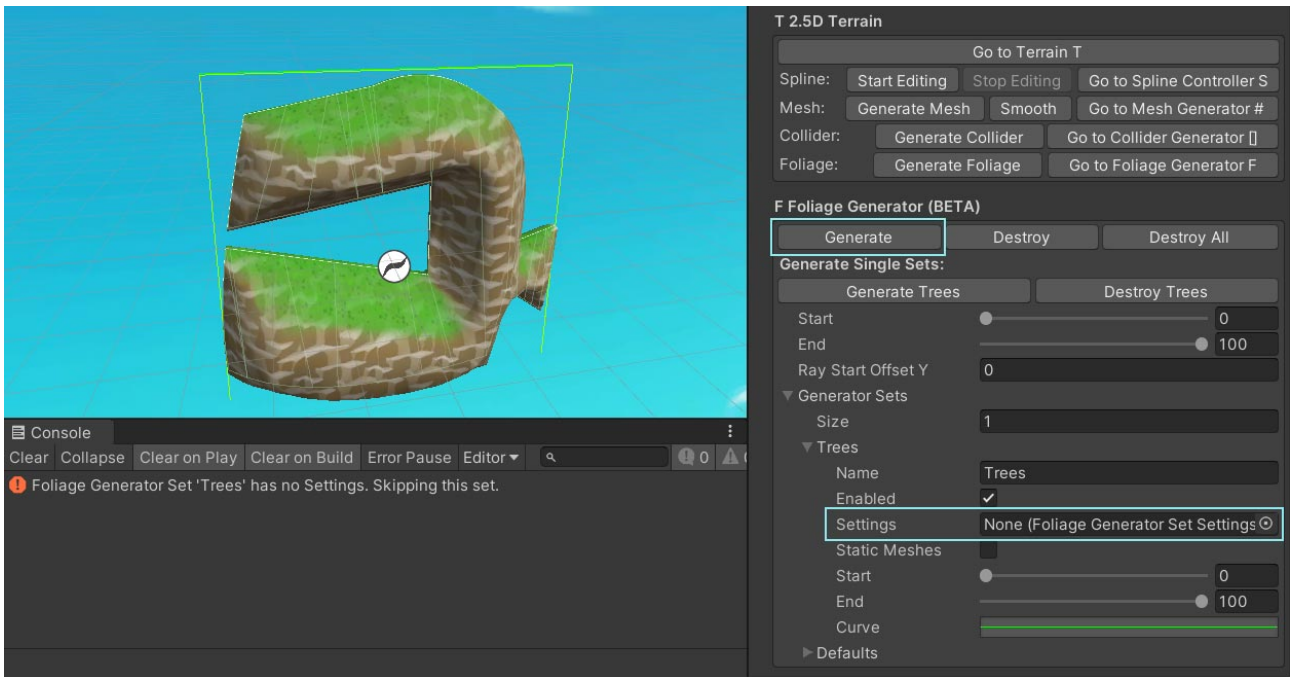 T 2.5D Terrain
Go to Terrain T
Spline: Start Editing Stop Editing Go to Spline Controller S
Mesh: Generate Mesh Smooth Go to Mesh Generator #
Collider: Generate Collider Go to Collider Generator []
Foliage: Generate Foliage Go to Foliage Generator F
F Foliage Generator (BETA)
Generate Destroy Destroy All
Generate Single Sets:
Generate Trees Destroy Trees
Start 0
End 100
Ray Start Offset Y 0
Generator Sets
Size 1
Trees
Name Trees
Enabled
Settings None (Foliage Generator Set Settings
Static Meshes
Start 0
End 100
Curve
Defaults
Console
Clear Collapse Clear on Play Clear on Build Error Pause Editor 0
Foliage Generator Set 'Trees' has no Settings. Skipping this set.